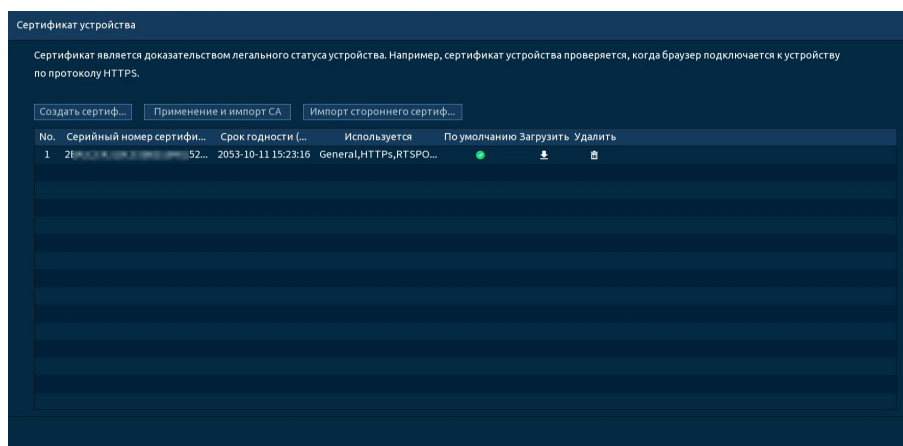 Сертификат устройства
Сертификат является доказательством легального статуса устройства. Например, сертификат устройства проверяется, когда браузер подключается к устройству
по протоколу HTTPS.
Создать сертиф... Применение и импорт CA Импорт стороннего сертиф...
No. Серийный номер сертифи... Срок годности (... Используется По умолчанию Загрузить Удалить
1 52... 2053-10-11 15:23:16 General,HTTPs,RTSPO...